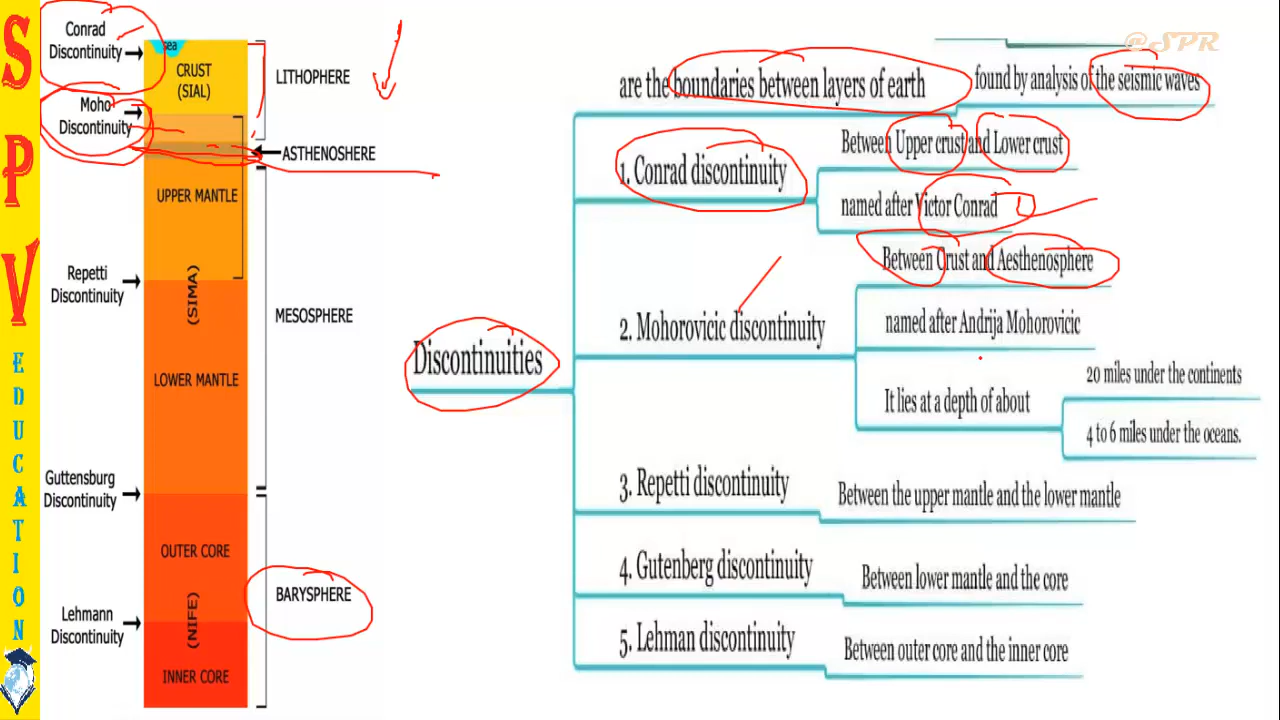 S
P
V
EDUCATION
@SPR
Conrad
Discontinuity
sea
CRUST
(SIAL)
LITHOPHERE
Moho
Discontinuity
ASTHENOSHERE
UPPER MANTLE
Repetti
Discontinuity
(SIMA)
MESOSPHERE
LOWER MANTLE
Guttensburg
Discontinuity
OUTER CORE
BARYSPHERE
Lehmann
Discontinuity
(NIFE)
INNER CORE
Discontinuities
are the boundaries between layers of earth
found by analysis of the seismic waves
1. Conrad discontinuity
Between Upper crust and Lower crust
named after Victor Conrad
2. Mohorovicic discontinuity
Between Crust and Aesthenosphere
named after Andrija Mohorovicic
It lies at a depth of about
20 miles under the continents
4 to 6 miles under the oceans.
3. Repetti discontinuity
Between the upper mantle and the lower mantle
4. Gutenberg discontinuity
Between lower mantle and the core
5. Lehman discontinuity
Between outer core and the inner core